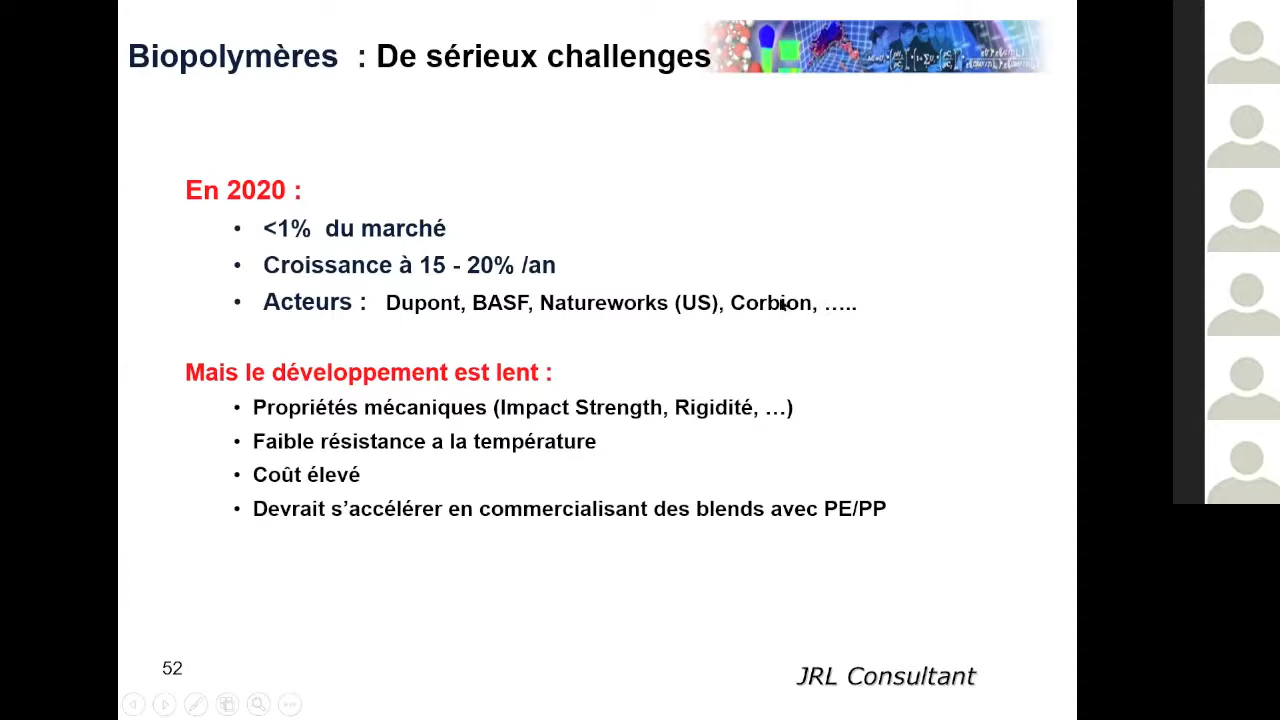 Biopolymères : De sérieux challenges
En 2020 :
• <1% du marché
• Croissance à 15 - 20% /an
• Acteurs : Dupont, BASF, Natureworks (US), Corbion, …..
Mais le développement est lent :
• Propriétés mécaniques (Impact Strength, Rigidité, …)
• Faible résistance a la température
• Coût élevé
• Devrait s’accélérer en commercialisant des blends avec PE/PP
52
JRL Consultant